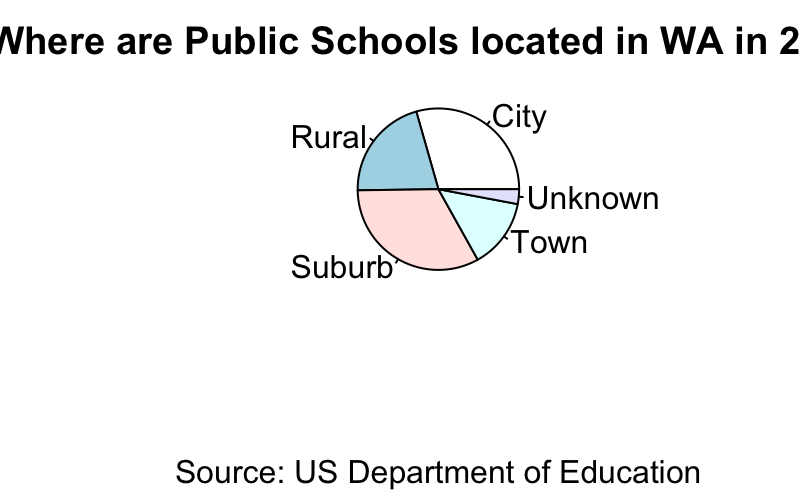 Where are Public Schools located in WA in 2
City
Rural
Unknown
Town
Suburb
Source: US Department of Education